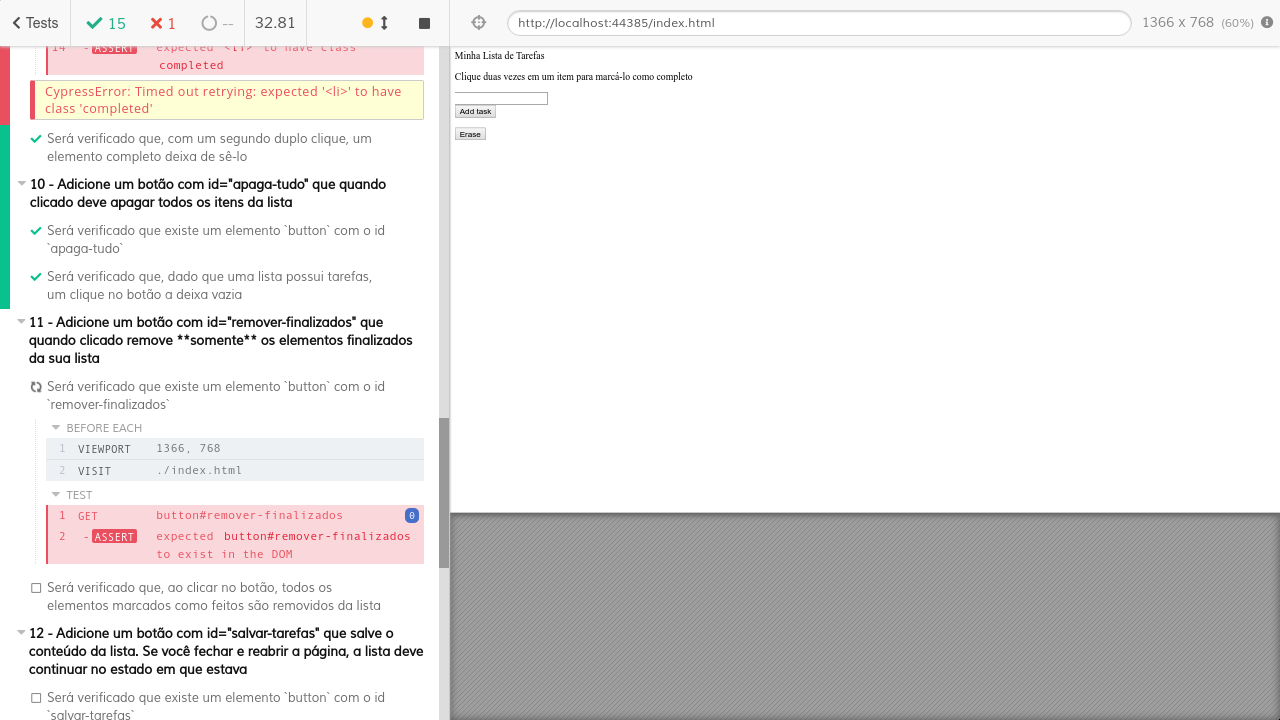 Tests
15
1
--
32.81
http://localhost:44385/index.html
1366 x 768 (60%)
14 -ASSERT expected <li> to have class
completed
CypressError: Timed out retrying: expected '<li>' to have
class 'completed'
Será verificado que, com um segundo duplo clique, um
elemento completo deixa de sê-lo
10 - Adicione um botão com id="apaga-tudo" que quando
clicado deve apagar todos os itens da lista
Será verificado que existe um elemento `button` com o id
`apaga-tudo`
Será verificado que, dado que uma lista possui tarefas,
um clique no botão a deixa vazia
11 - Adicione um botão com id="remover-finalizados" que
quando clicado remove **somente** os elementos finalizados
da sua lista
Será verificado que existe um elemento `button` com o id
`remover-finalizados`
BEFORE EACH
1 VIEWPORT 1366, 768
2 VISIT ./index.html
TEST
1 GET button#remover-finalizados 0
2 -ASSERT expected button#remover-finalizados
to exist in the DOM
Será verificado que, ao clicar no botão, todos os
elementos marcados como feitos são removidos da lista
12 - Adicione um botão com id="salvar-tarefas" que salve o
conteúdo da lista. Se você fechar e reabrir a página, a lista deve
continuar no estado em que estava
Será verificado que existe um elemento `button` com o id
`salvar-tarefas`
Minha Lista de Tarefas
Clique duas vezes em um item para marcá-lo como completo
Add task
Erase